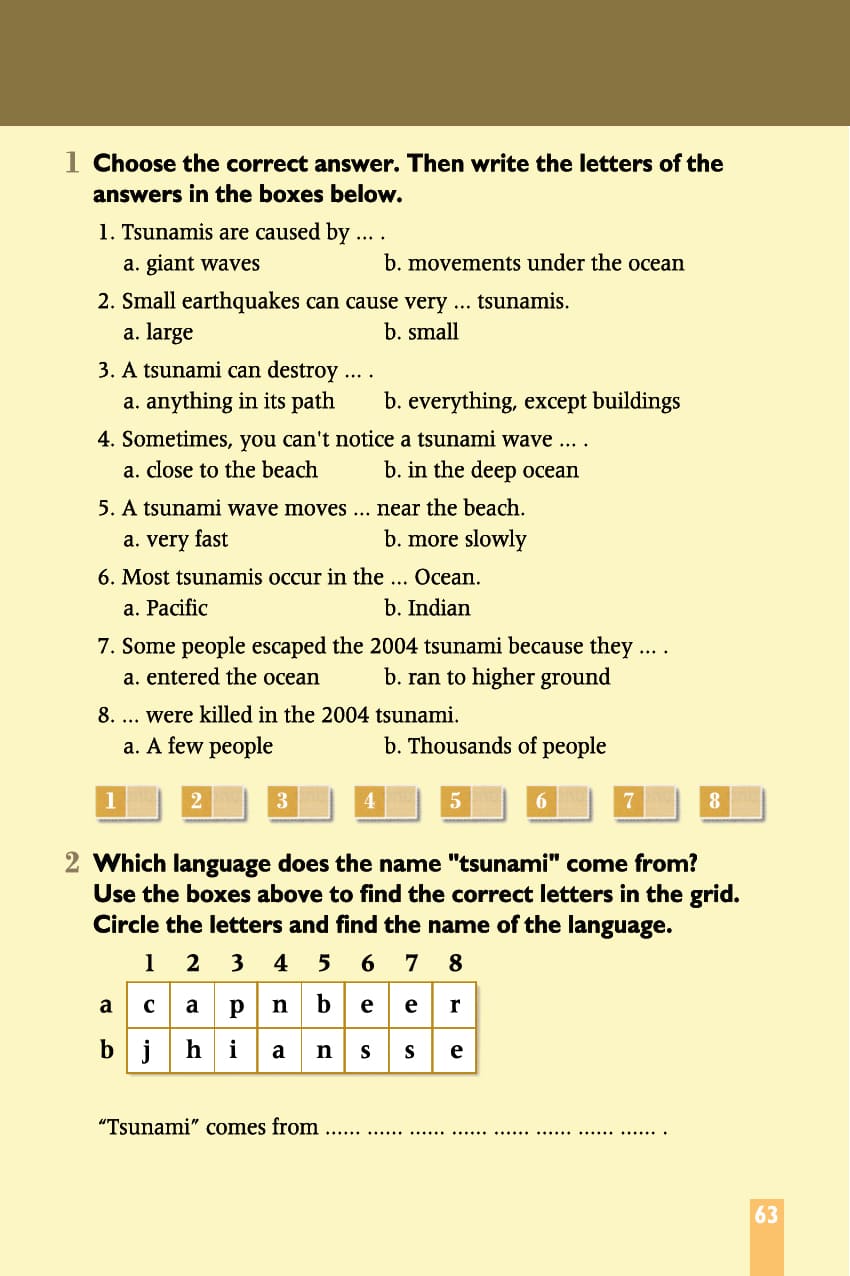 1 Choose the correct answer. Then write the letters of the
answers in the boxes below.
1. Tsunamis are caused by ... .
a. giant waves b. movements under the ocean
2. Small earthquakes can cause very ... tsunamis.
a. large b. small
3. A tsunami can destroy ... .
a. anything in its path b. everything, except buildings
4. Sometimes, you can't notice a tsunami wave ... .
a. close to the beach b. in the deep ocean
5. A tsunami wave moves ... near the beach.
a. very fast b. more slowly
6. Most tsunamis occur in the ... Ocean.
a. Pacific b. Indian
7. Some people escaped the 2004 tsunami because they ... .
a. entered the ocean b. ran to higher ground
8. ... were killed in the 2004 tsunami.
a. A few people b. Thousands of people
1 2 3 4 5 6 7 8
2 Which language does the name "tsunami" come from?
Use the boxes above to find the correct letters in the grid.
Circle the letters and find the name of the language.
1 2 3 4 5 6 7 8
a c a p n b e e r
b j h i a n s s e
“Tsunami” comes from ...... ...... ...... ...... ...... ...... ...... ...... .
63